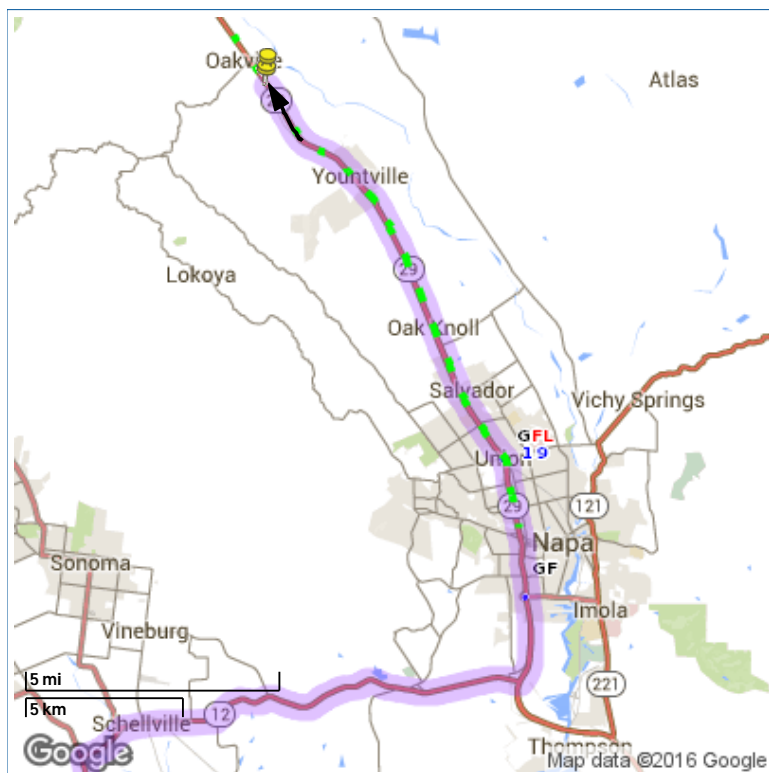 Oakville
Atlas
29
Yountville
Lokoya
29
Oak Knoll
Salvador
Vichy Springs
GFL
19
Union
29
121
Napa
GF
Sonoma
Imola
Vineburg
5 mi
221
5 km
12
Schellville
Google
Thompson
Map data ©2016 Google